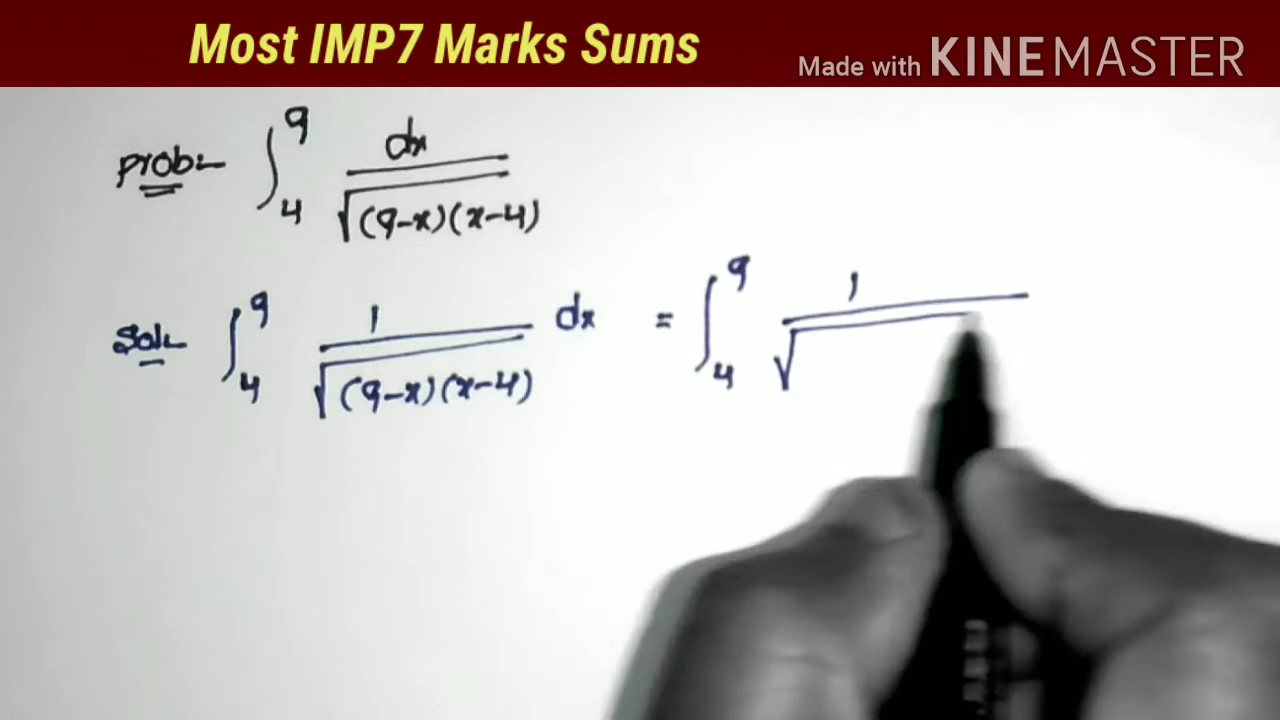 Most IMP7 Marks Sums
Made with KINEMASTER
Prob:- ∫₄⁹ dx / √((9-x)(x-4))
Sol:- ∫₄⁹ 1 / √((9-x)(x-4)) dx = ∫₄⁹ 1 / √